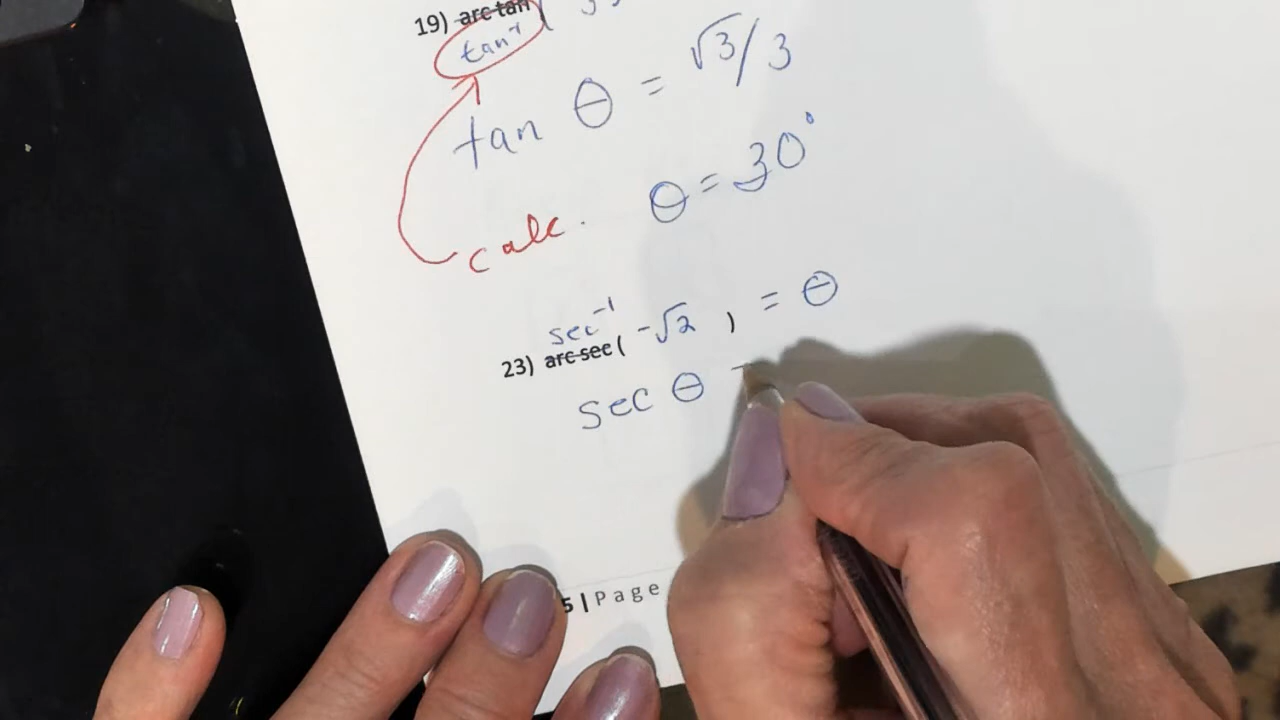 19) arc tan (
tan⁻¹
tan θ = √3/3
θ = 30°
calc.
sec⁻¹
23) arc sec ( -√2 ) = θ
sec θ
5 | Page